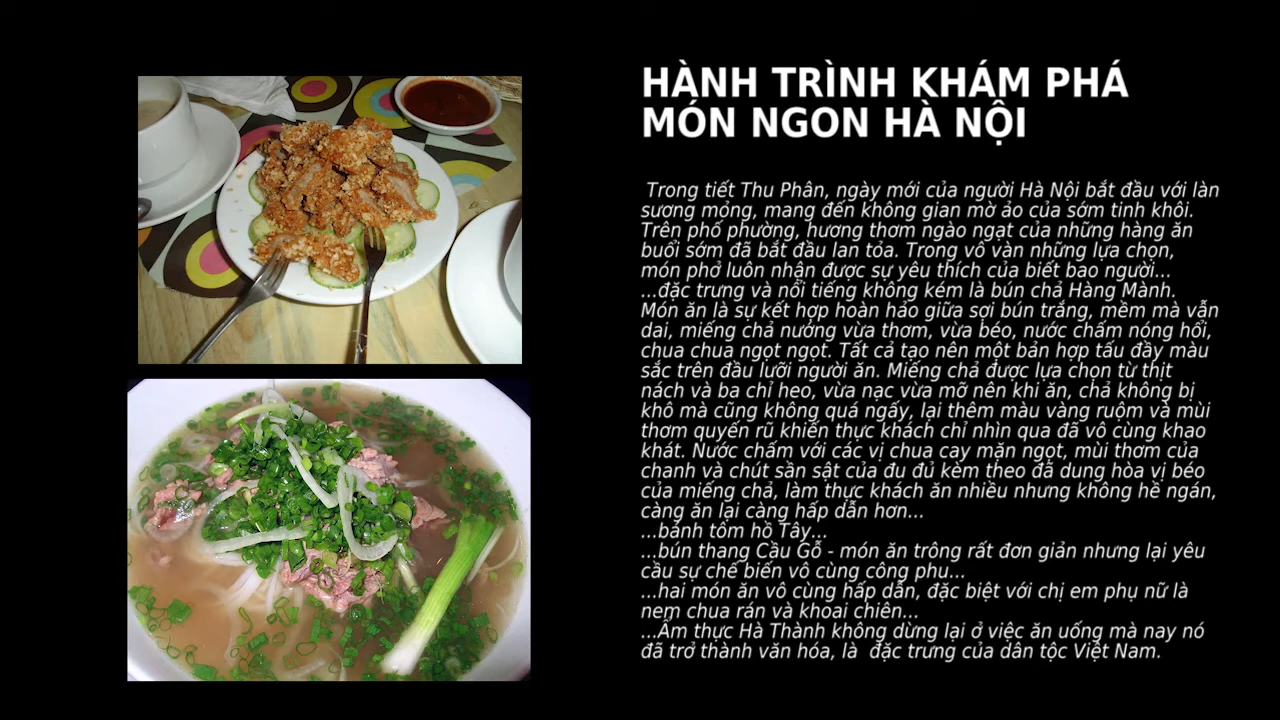 HÀNH TRÌNH KHÁM PHÁ
MÓN NGON HÀ NỘI
Trong tiết Thu Phân, ngày mới của người Hà Nội bắt đầu với làn
sương mỏng, mang đến không gian mờ ảo của sớm tinh khôi.
Trên phố phường, hương thơm ngào ngạt của những hàng ăn
buổi sớm đã bắt đầu lan tỏa. Trong vô vàn những lựa chọn,
món phở luôn nhận được sự yêu thích của biết bao người...
...đặc trưng và nổi tiếng không kém là bún chả Hàng Mành.
Món ăn là sự kết hợp hoàn hảo giữa sợi bún trắng, mềm mà vẫn
dai, miếng chả nướng vừa thơm, vừa béo, nước chấm nóng hổi,
chua chua ngọt ngọt. Tất cả tạo nên một bản hợp tấu đầy màu
sắc trên đầu lưỡi người ăn. Miếng chả được lựa chọn từ thịt
nách và ba chỉ heo, vừa nạc vừa mỡ nên khi ăn, chả không bị
khô mà cũng không quá ngấy, lại thêm màu vàng ruộm và mùi
thơm quyến rũ khiến thực khách chỉ nhìn qua đã vô cùng khao
khát. Nước chấm với các vị chua cay mặn ngọt, mùi thơm của
chanh và chút sần sật của đu đủ kèm theo đã dung hòa vị béo
của miếng chả, làm thực khách ăn nhiều nhưng không hề ngán,
càng ăn lại càng hấp dẫn hơn...
...bánh tôm hồ Tây...
...bún thang Cầu Gỗ - món ăn trông rất đơn giản nhưng lại yêu
cầu sự chế biến vô cùng công phu...
...hai món ăn vô cùng hấp dẫn, đặc biệt với chị em phụ nữ là
nem chua rán và khoai chiên...
...Ẩm thực Hà Thành không dừng lại ở việc ăn uống mà nay nó
đã trở thành văn hóa, là  đặc trưng của dân tộc Việt Nam.